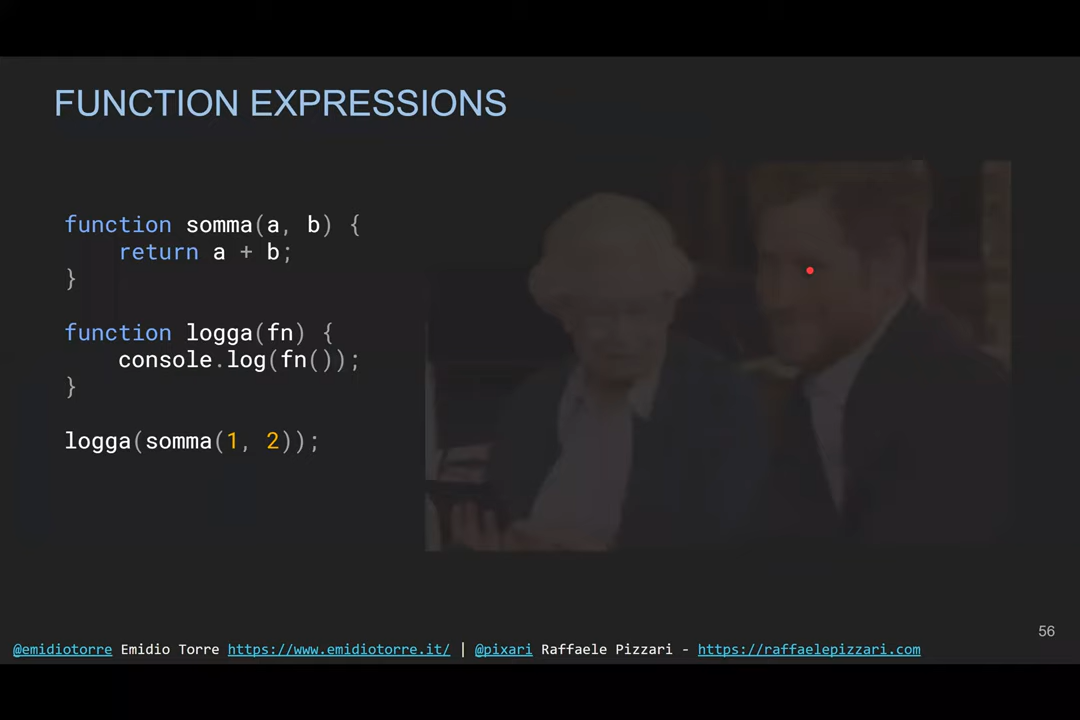 FUNCTION EXPRESSIONS
function somma(a, b) {
    return a + b;
}
function logga(fn) {
    console.log(fn());
}
logga(somma(1, 2));
56
@emidiotorre Emidio Torre https://www.emidiotorre.it/ | @pixari Raffaele Pizzari - https://raffaelepizzari.com